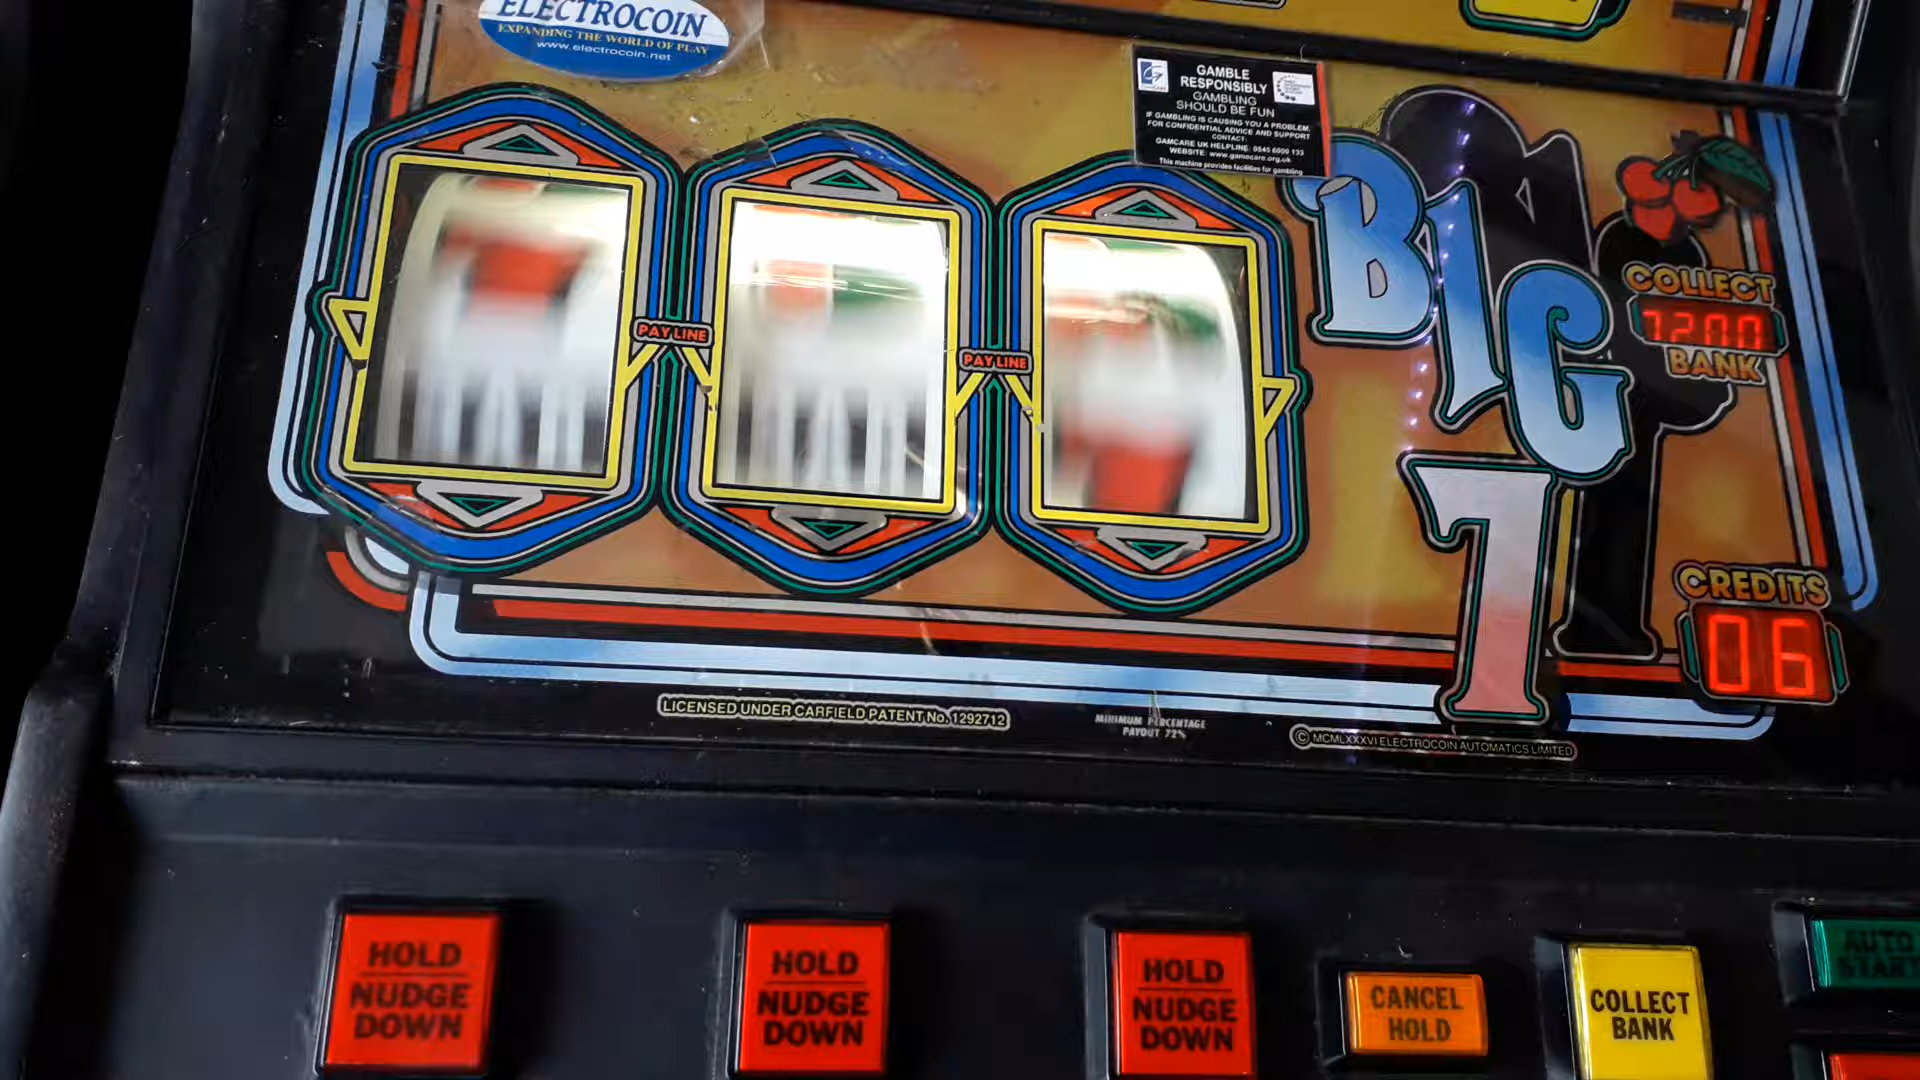 ELECTROCOIN
EXPANDING THE WORLD OF PLAY
www.electrocoin.net
GAMBLE
RESPONSIBLY
GAMBLING
SHOULD BE FUN
IF GAMBLING IS CAUSING YOU A PROBLEM,
FOR CONFIDENTIAL ADVICE AND SUPPORT
CONTACT:
GAMCARE UK HELPLINE: 0845 6000 133
WEBSITE: www.gamcare.org.uk
This machine provides facilities for gambling
BIG
7
COLLECT
1200
BANK
PAY LINE
PAY LINE
CREDITS
06
LICENSED UNDER CARFIELD PATENT No. 1292712
MINIMUM PERCENTAGE
PAYOUT 72%
© MCMLXXXVI ELECTROCOIN AUTOMATICS LIMITED
HOLD
NUDGE
DOWN
HOLD
NUDGE
DOWN
HOLD
NUDGE
DOWN
CANCEL
HOLD
COLLECT
BANK
AUTO
START